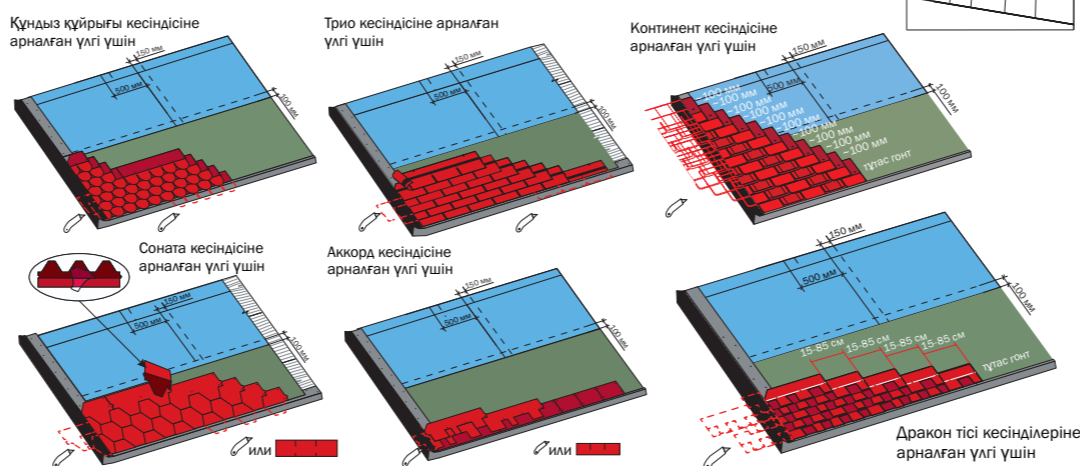 Құндыз құйрығы кесіндісіне
арналған үлгі үшін
150 мм
500 мм
100 мм
Трио кесіндісіне арналған
үлгі үшін
150 мм
500 мм
100 мм
Континент кесіндісіне
арналған үлгі үшін
150 мм
500 мм
100 мм
~100 мм
~100 мм
~100 мм
~100 мм
~100 мм
~100 мм
~100 мм
~100 мм
тұтас гонт
Соната кесіндісіне
арналған үлгі үшін
150 мм
500 мм
100 мм
или
Аккорд кесіндісіне
арналған үлгі үшін
150 мм
500 мм
100 мм
или
150 мм
500 мм
100 мм
15-85 см
15-85 см
15-85 см
15-85 см
тұтас гонт
Дракон тісі кесінділеріне
арналған үлгі үшін